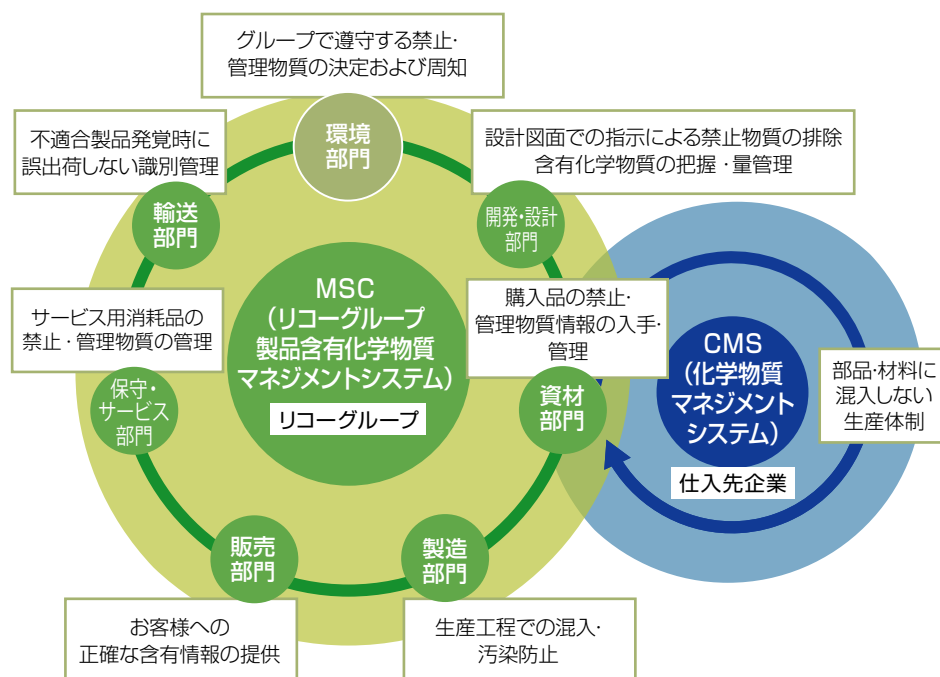 グループで遵守する禁止・
管理物質の決定および周知
環境
部門
不適合製品発覚時に
誤出荷しない識別管理
輸送
部門
設計図面での指示による禁止物質の排除
含有化学物質の把握・量管理
開発・設計
部門
MSC
（リコーグループ
製品含有化学物質
マネジメントシステム）
リコーグループ
サービス用消耗品の
禁止・管理物質の管理
保守・
サービス
部門
購入品の禁止・
管理物質情報の入手・
管理
資材
部門
CMS
（化学物質
マネジメント
システム）
仕入先企業
部品・材料に
混入しない
生産体制
販売
部門
お客様への
正確な含有情報の提供
製造
部門
生産工程での混入・
汚染防止